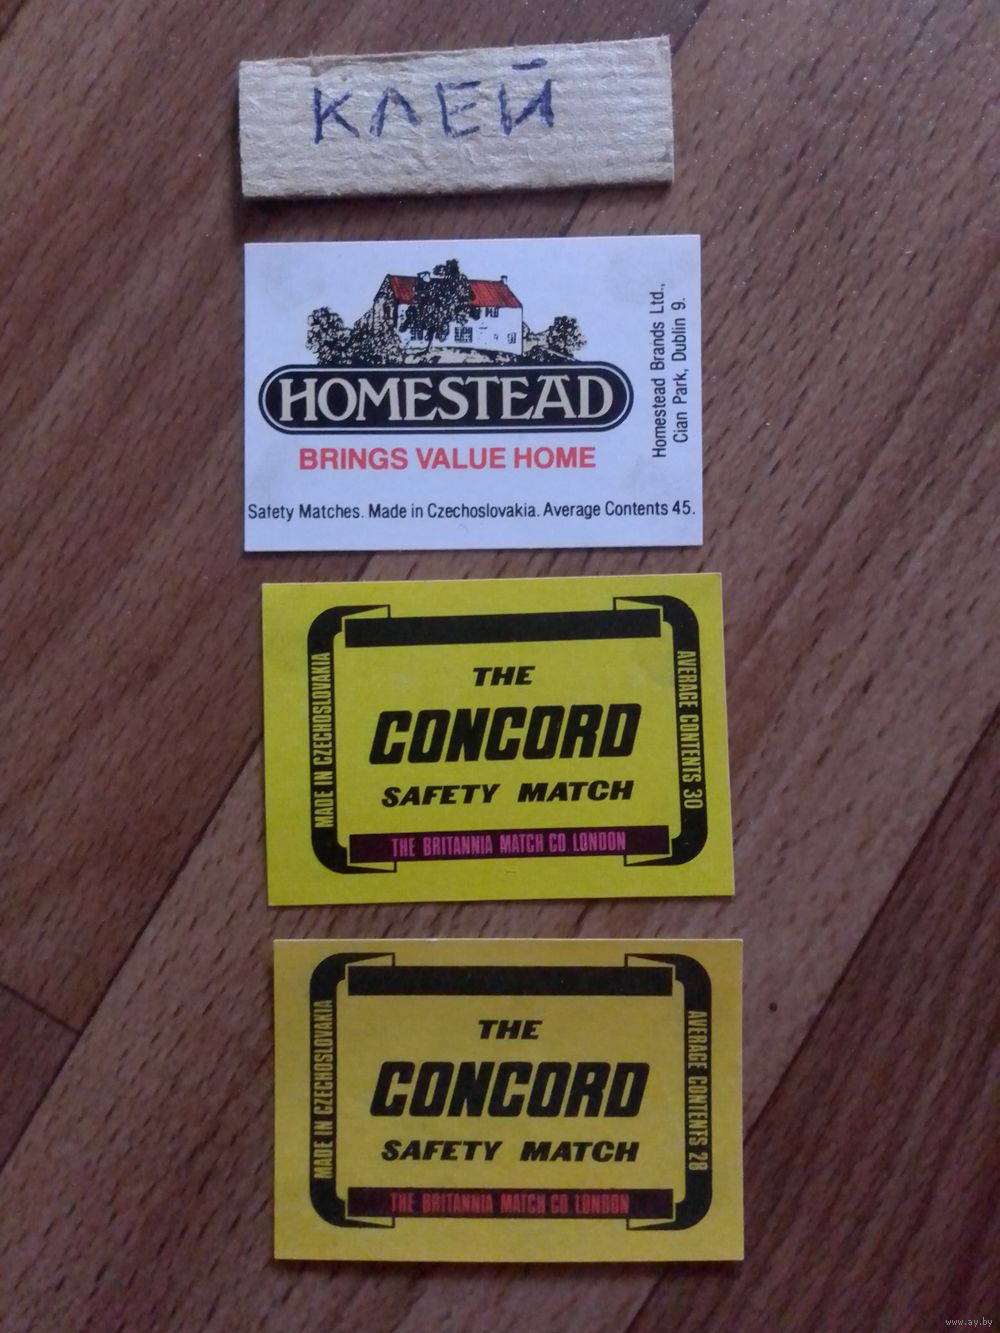 КЛЕЙ
HOMESTEAD
BRINGS VALUE HOME
Safety Matches. Made in Czechoslovakia. Average Contents 45.
Homestead Brands Ltd.,
Cian Park, Dublin 9.
MADE IN CZECHOSLOVAKIA
THE
CONCORD
SAFETY MATCH
THE BRITANNIA MATCH CO LONDON
AVERAGE CONTENTS 30
MADE IN CZECHOSLOVAKIA
THE
CONCORD
SAFETY MATCH
THE BRITANNIA MATCH CO LONDON
AVERAGE CONTENTS 28
www.ay.by